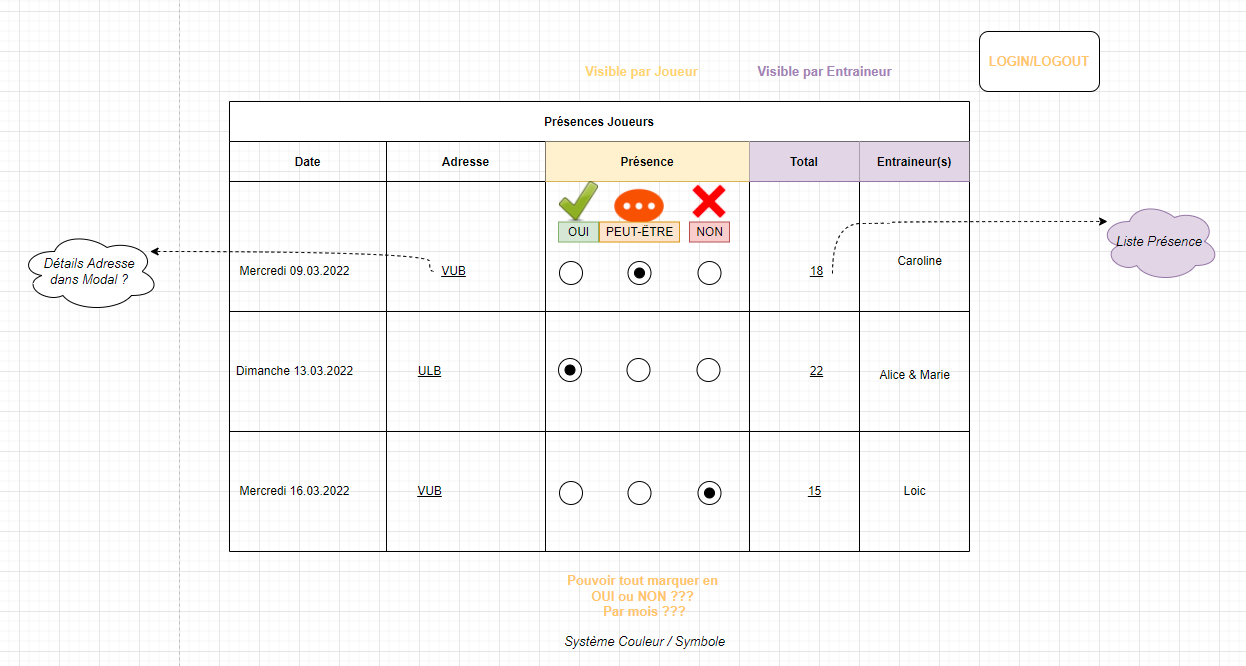 LOGIN/LOGOUT
Visible par Joueur
Visible par Entraineur
Présences Joueurs
Date
Adresse
Présence
Total
Entraineur(s)
OUI
PEUT-ÊTRE
NON
Mercredi 09.03.2022
VUB
18
Caroline
Détails Adresse
dans Modal ?
Liste Présence
Dimanche 13.03.2022
ULB
22
Alice & Marie
Mercredi 16.03.2022
VUB
15
Loic
Pouvoir tout marquer en
OUI ou NON ???
Par mois ???
Système Couleur / Symbole